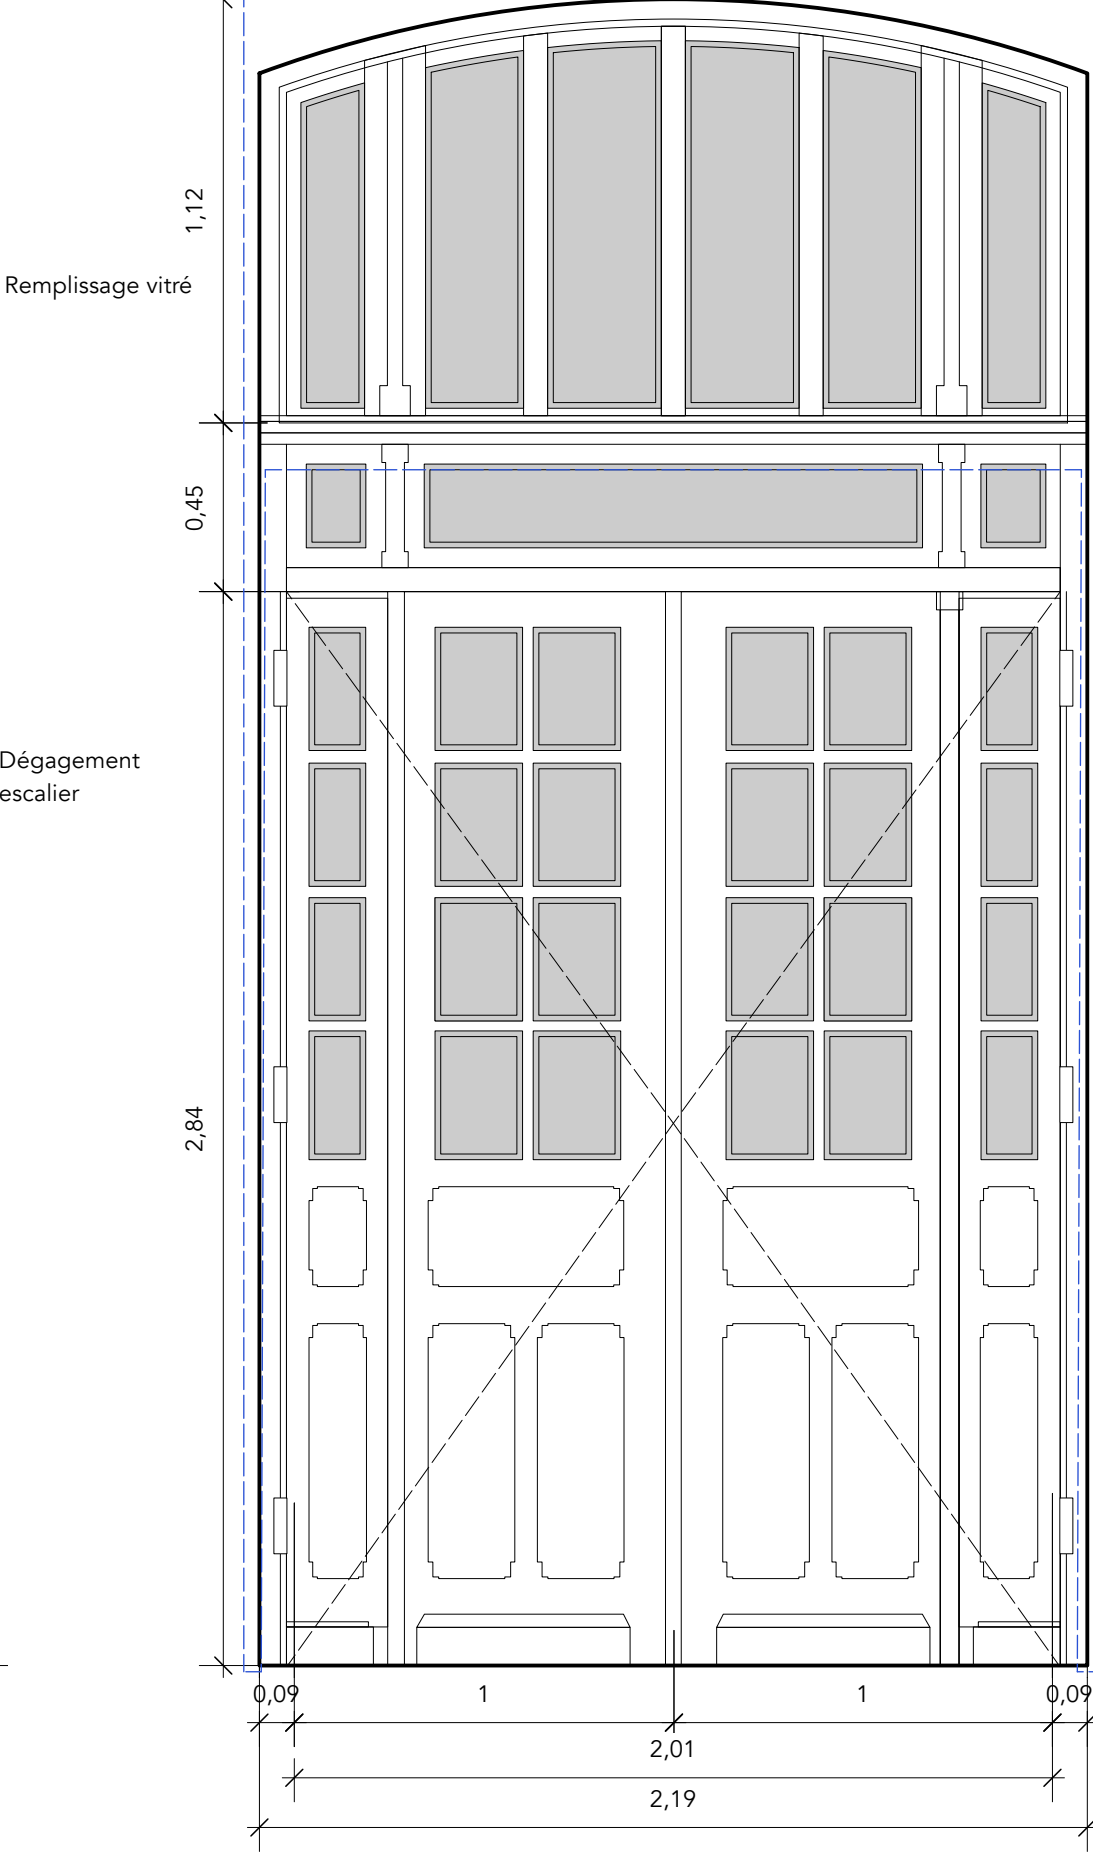 1,12
Remplissage vitré
0,45
Dégagement
escalier
2,84
0,09 1 1 0,09
2,01
2,19